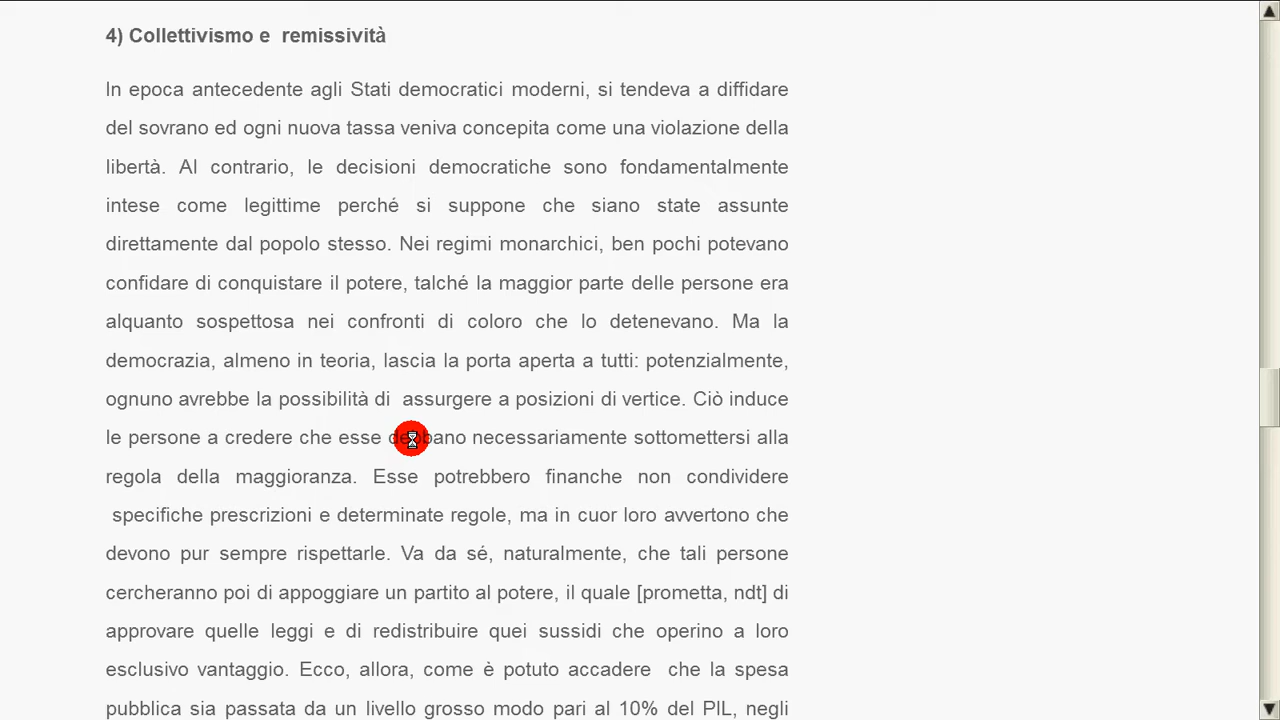 4) Collettivismo e  remissività
In epoca antecedente agli Stati democratici moderni, si tendeva a diffidare
del sovrano ed ogni nuova tassa veniva concepita come una violazione della
libertà. Al contrario, le decisioni democratiche sono fondamentalmente
intese come legittime perché si suppone che siano state assunte
direttamente dal popolo stesso. Nei regimi monarchici, ben pochi potevano
confidare di conquistare il potere, talché la maggior parte delle persone era
alquanto sospettosa nei confronti di coloro che lo detenevano. Ma la
democrazia, almeno in teoria, lascia la porta aperta a tutti: potenzialmente,
ognuno avrebbe la possibilità di  assurgere a posizioni di vertice. Ciò induce
le persone a credere che esse debbano necessariamente sottomettersi alla
regola della maggioranza. Esse potrebbero finanche non condividere
specifiche prescrizioni e determinate regole, ma in cuor loro avvertono che
devono pur sempre rispettarle. Va da sé, naturalmente, che tali persone
cercheranno poi di appoggiare un partito al potere, il quale [prometta, ndt] di
approvare quelle leggi e di redistribuire quei sussidi che operino a loro
esclusivo vantaggio. Ecco, allora, come è potuto accadere  che la spesa
pubblica sia passata da un livello grosso modo pari al 10% del PIL, negli